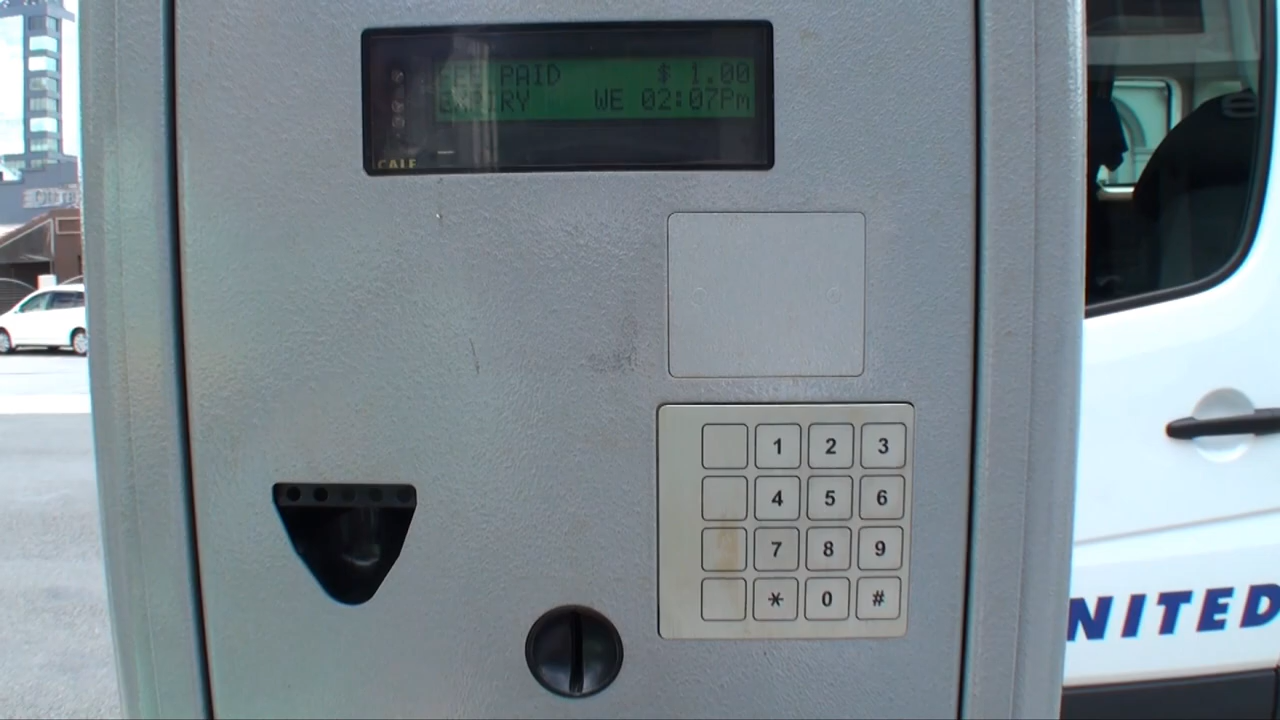 FEE PAID $ 1.00
EXPIRY WE 02:07Pm
CALE
1 2 3
4 5 6
7 8 9
* 0 #
NITED